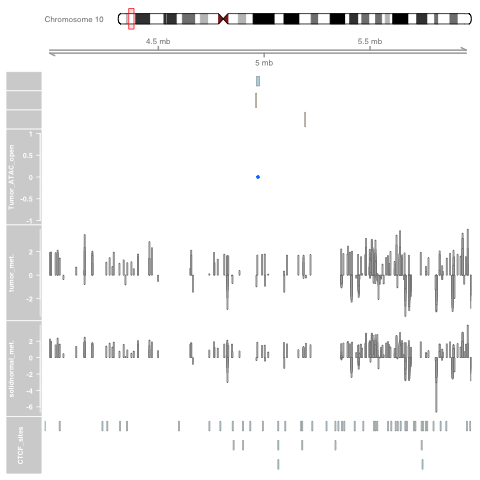 Chromosome 10
4.5 mb
5.5 mb
5 mb
Tumor_ATAC_open
1
0.5
0
-0.5
-1
tumor_met.
2
0
-2
solidnormal_met.
2
0
-2
-4
-6
CTCF_sites